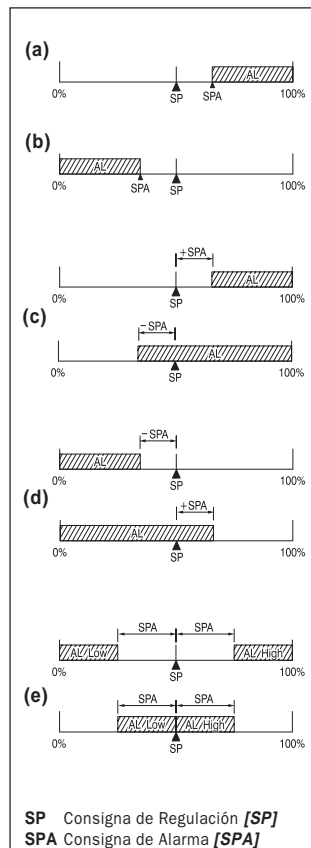 (a)
AL
0% SP SPA 100%
(b)
AL
0% SPA SP 100%
+SPA
AL
0% SP 100%
(c)
−SPA
AL
0% SP 100%
−SPA
AL
0% SP 100%
(d)
+SPA
AL
0% SP 100%
SPA SPA
AL Low AL High
0% SP 100%
(e)
SPA SPA
AL Low AL High
0% SP 100%
SP Consigna de Regulación [SP]
SPA Consigna de Alarma [SPA]